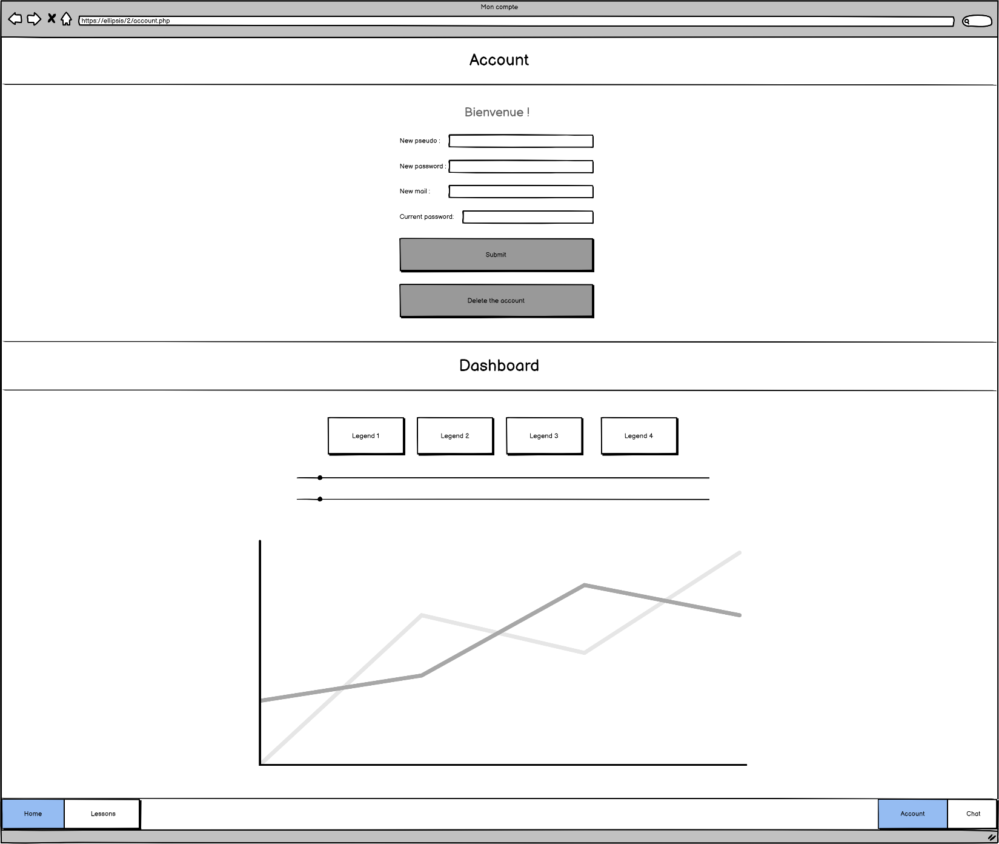 Mon compte
https://ellipsis/2/account.php
Account
Bienvenue !
New pseudo :
New password :
New mail :
Current password:
Submit
Delete the account
Dashboard
Legend 1
Legend 2
Legend 3
Legend 4
Home
Lessons
Account
Chat